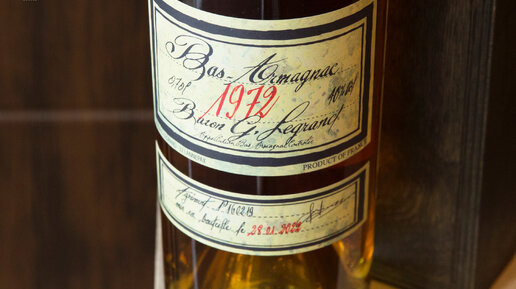 Bas-Armagnac
0,70l 1972 40%vol
Baron G. Legrand
Appellation Bas Armagnac Contrôlée
PRODUCT OF FRANCE
mis en bouteille le 28.01.2022